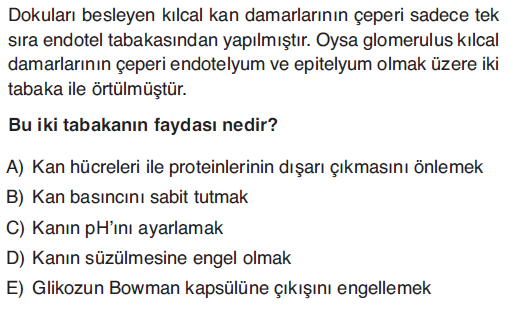 Dokuları besleyen kılcal kan damarlarının çeperi sadece tek
sıra endotel tabakasından yapılmıştır. Oysa glomerulus kılcal
damarlarının çeperi endotelyum ve epitelyum olmak üzere iki
tabaka ile örtülmüştür.
Bu iki tabakanın faydası nedir?
A) Kan hücreleri ile proteinlerinin dışarı çıkmasını önlemek
B) Kan basıncını sabit tutmak
C) Kanın pH'ını ayarlamak
D) Kanın süzülmesine engel olmak
E) Glikozun Bowman kapsülüne çıkışını engellemek